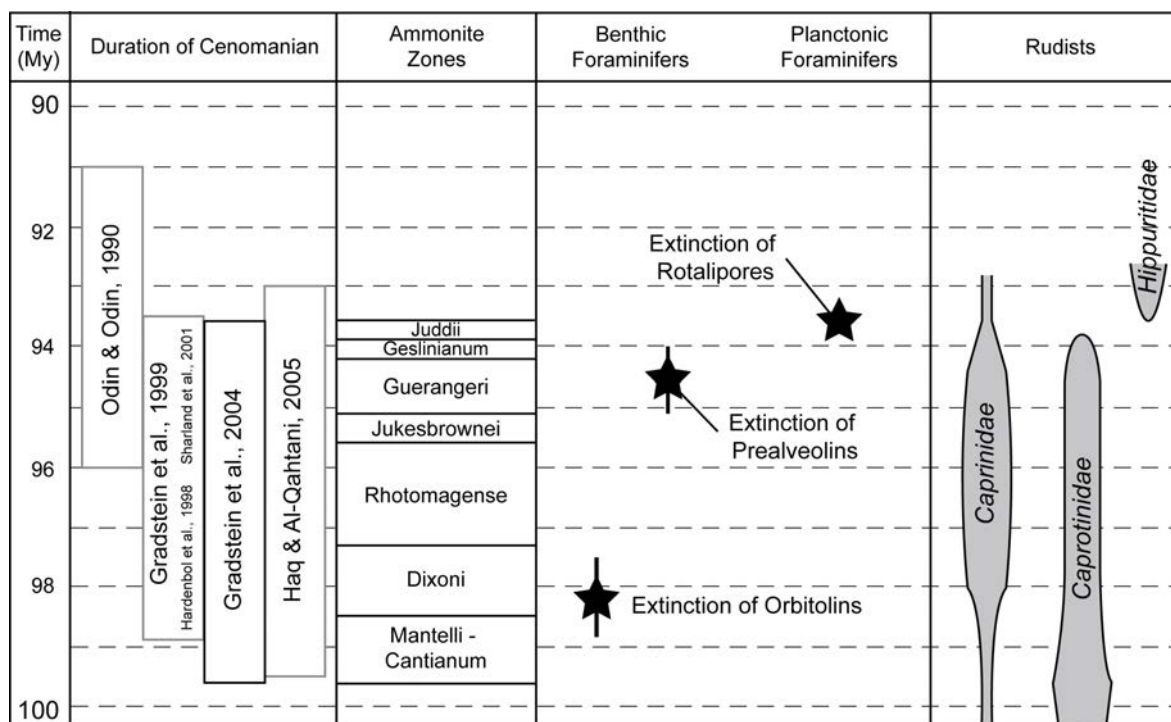 Time
(My)
Duration of Cenomanian
Ammonite
Zones
Benthic
Foraminifers
Planctonic
Foraminifers
Rudists
90
92
94
96
98
100
Odin & Odin, 1990
Gradstein et al., 1999
Hardenbol et al., 1998 Sharland et al., 2001
Gradstein et al., 2004
Haq & Al-Qahtani, 2005
Juddii
Geslinianum
Guerangeri
Jukesbrownei
Rhotomagense
Dixoni
Mantelli -
Cantianum
Extinction of
Rotalipores
Extinction of
Prealveolins
Extinction of Orbitolins
Caprinidae
Caprotinidae
Hippuritidae